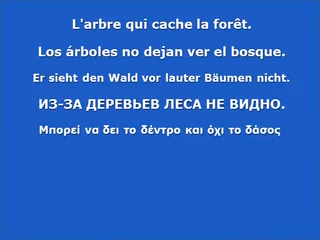 L'arbre qui cache la forêt.
Los árboles no dejan ver el bosque.
Er sieht den Wald vor lauter Bäumen nicht.
ИЗ-ЗА ДЕРЕВЬЕВ ЛЕСА НЕ ВИДНО.
Μπορεί να δει το δέντρο και όχι το δάσος